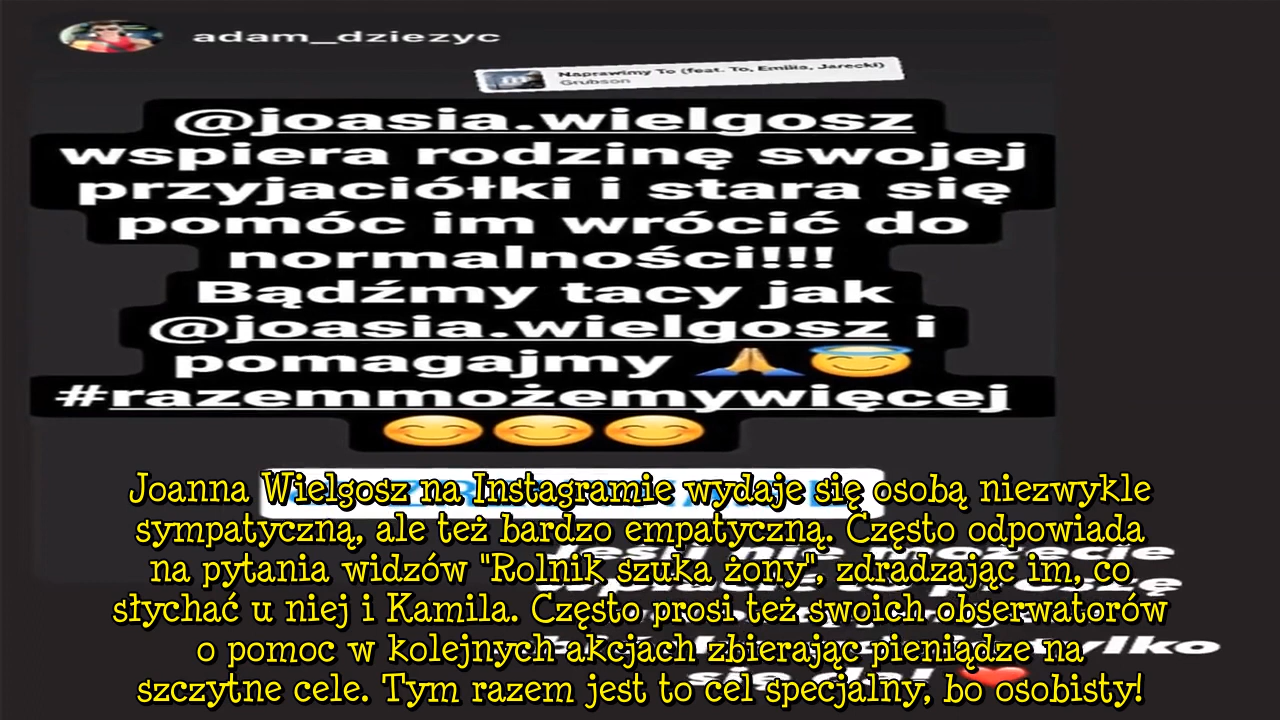 adam_dziezyc
Naprawimy To (feat. To, Emilia, Jarecki)
Grubson
@joasia.wielgosz
wspiera rodzinę swojej
przyjaciółki i stara się
pomóc im wrócić do
normalności!!!
Bądźmy tacy jak
@joasia.wielgosz i
pomagajmy 🙏😇
#razemmożemywięcej
😊😊😊
Joanna Wielgosz na Instagramie wydaje się osobą niezwykle
sympatyczną, ale też bardzo empatyczną. Często odpowiada
na pytania widzów "Rolnik szuka żony", zdradzając im, co
słychać u niej i Kamila. Często prosi też swoich obserwatorów
o pomoc w kolejnych akcjach zbierając pieniądze na
szczytne cele. Tym razem jest to cel specjalny, bo osobisty!
Jeśli nie możecie